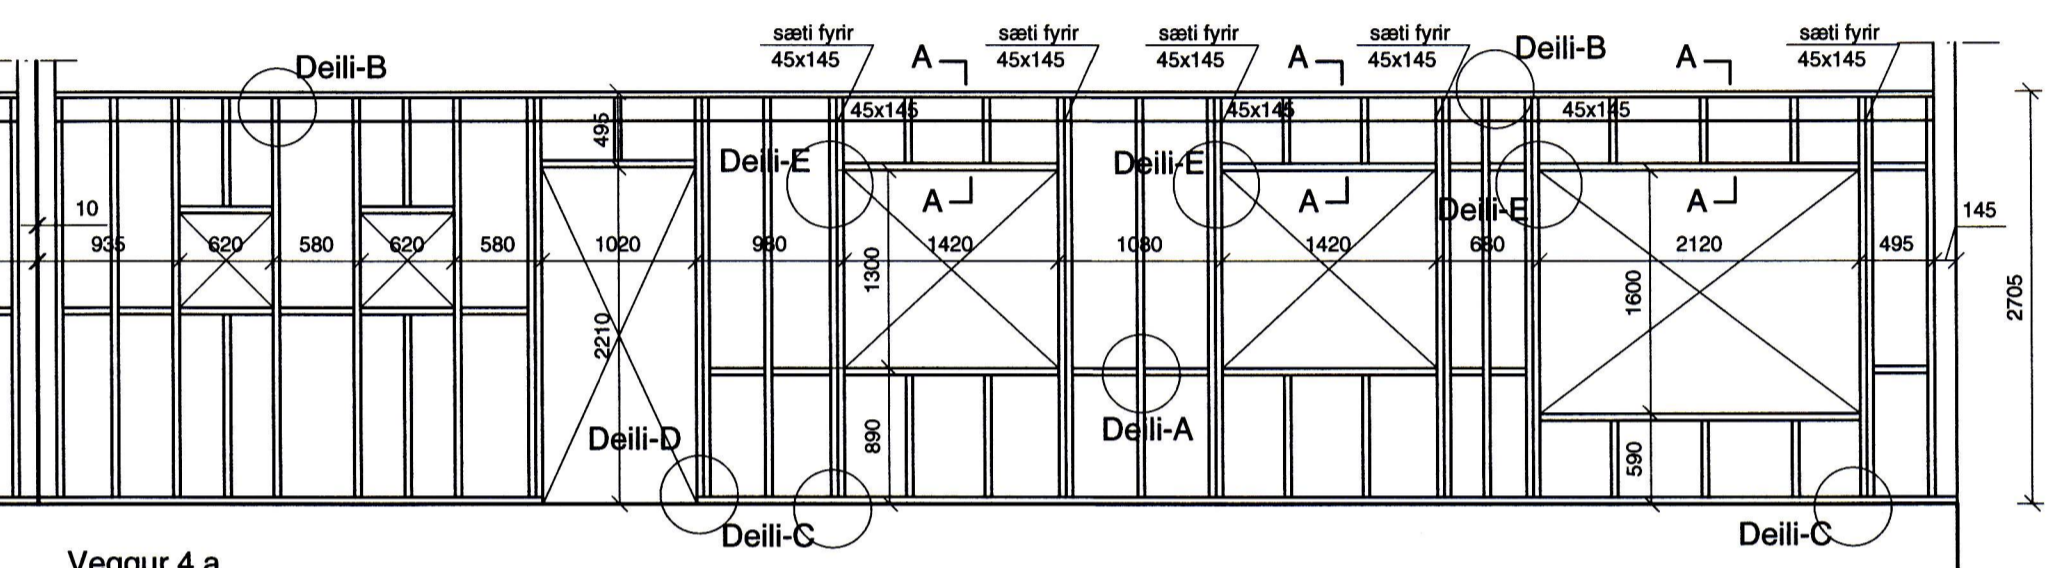 sæti fyrir
45x145
sæti fyrir
45x145
sæti fyrir
45x145
sæti fyrir
45x145
sæti fyrir
45x145
A
A
A
Deili-B
Deili-B
45x145
45x145
45x145
495
Deili-E
Deili-E
Deili-E
A
A
A
10
145
935
620
580
620
580
1020
980
1420
1080
1420
680
2120
495
1300
1600
2705
2210
890
590
Deili-D
Deili-A
Deili-C
Deili-C
Veggur 4 a